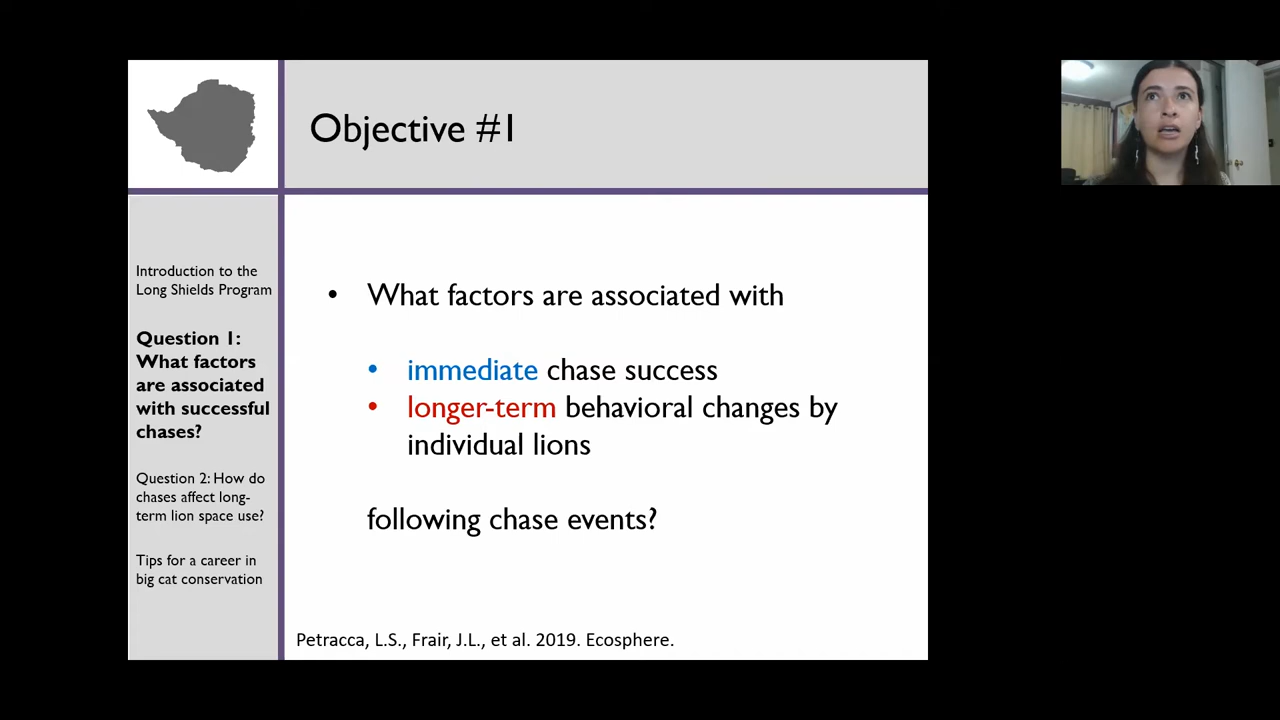 Objective #1
Introduction to the
Long Shields Program
Question 1:
What factors
are associated
with successful
chases?
Question 2: How do
chases affect long-
term lion space use?
Tips for a career in
big cat conservation
• What factors are associated with
• immediate chase success
• longer-term behavioral changes by
individual lions
following chase events?
Petracca, L.S., Frair, J.L., et al. 2019. Ecosphere.